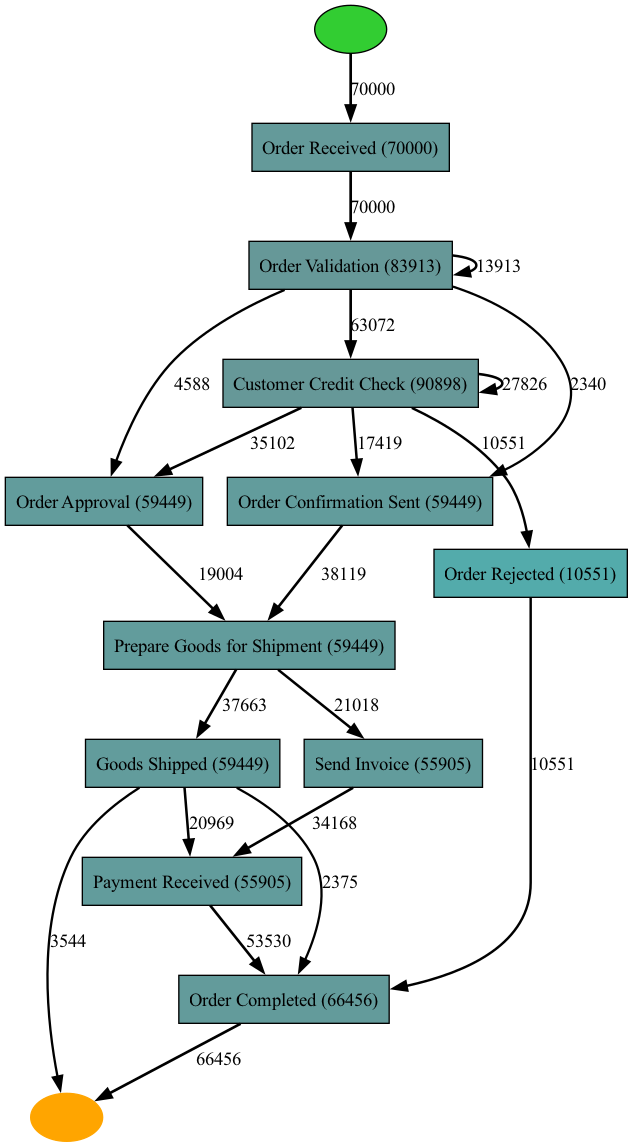 70000
Order Received (70000)
70000
Order Validation (83913)
13913
63072
4588
2340
Customer Credit Check (90898)
27826
35102
17419
10551
Order Approval (59449)
Order Confirmation Sent (59449)
Order Rejected (10551)
19004
38119
Prepare Goods for Shipment (59449)
37663
21018
Goods Shipped (59449)
Send Invoice (55905)
10551
20969
34168
Payment Received (55905)
2375
3544
53530
Order Completed (66456)
66456